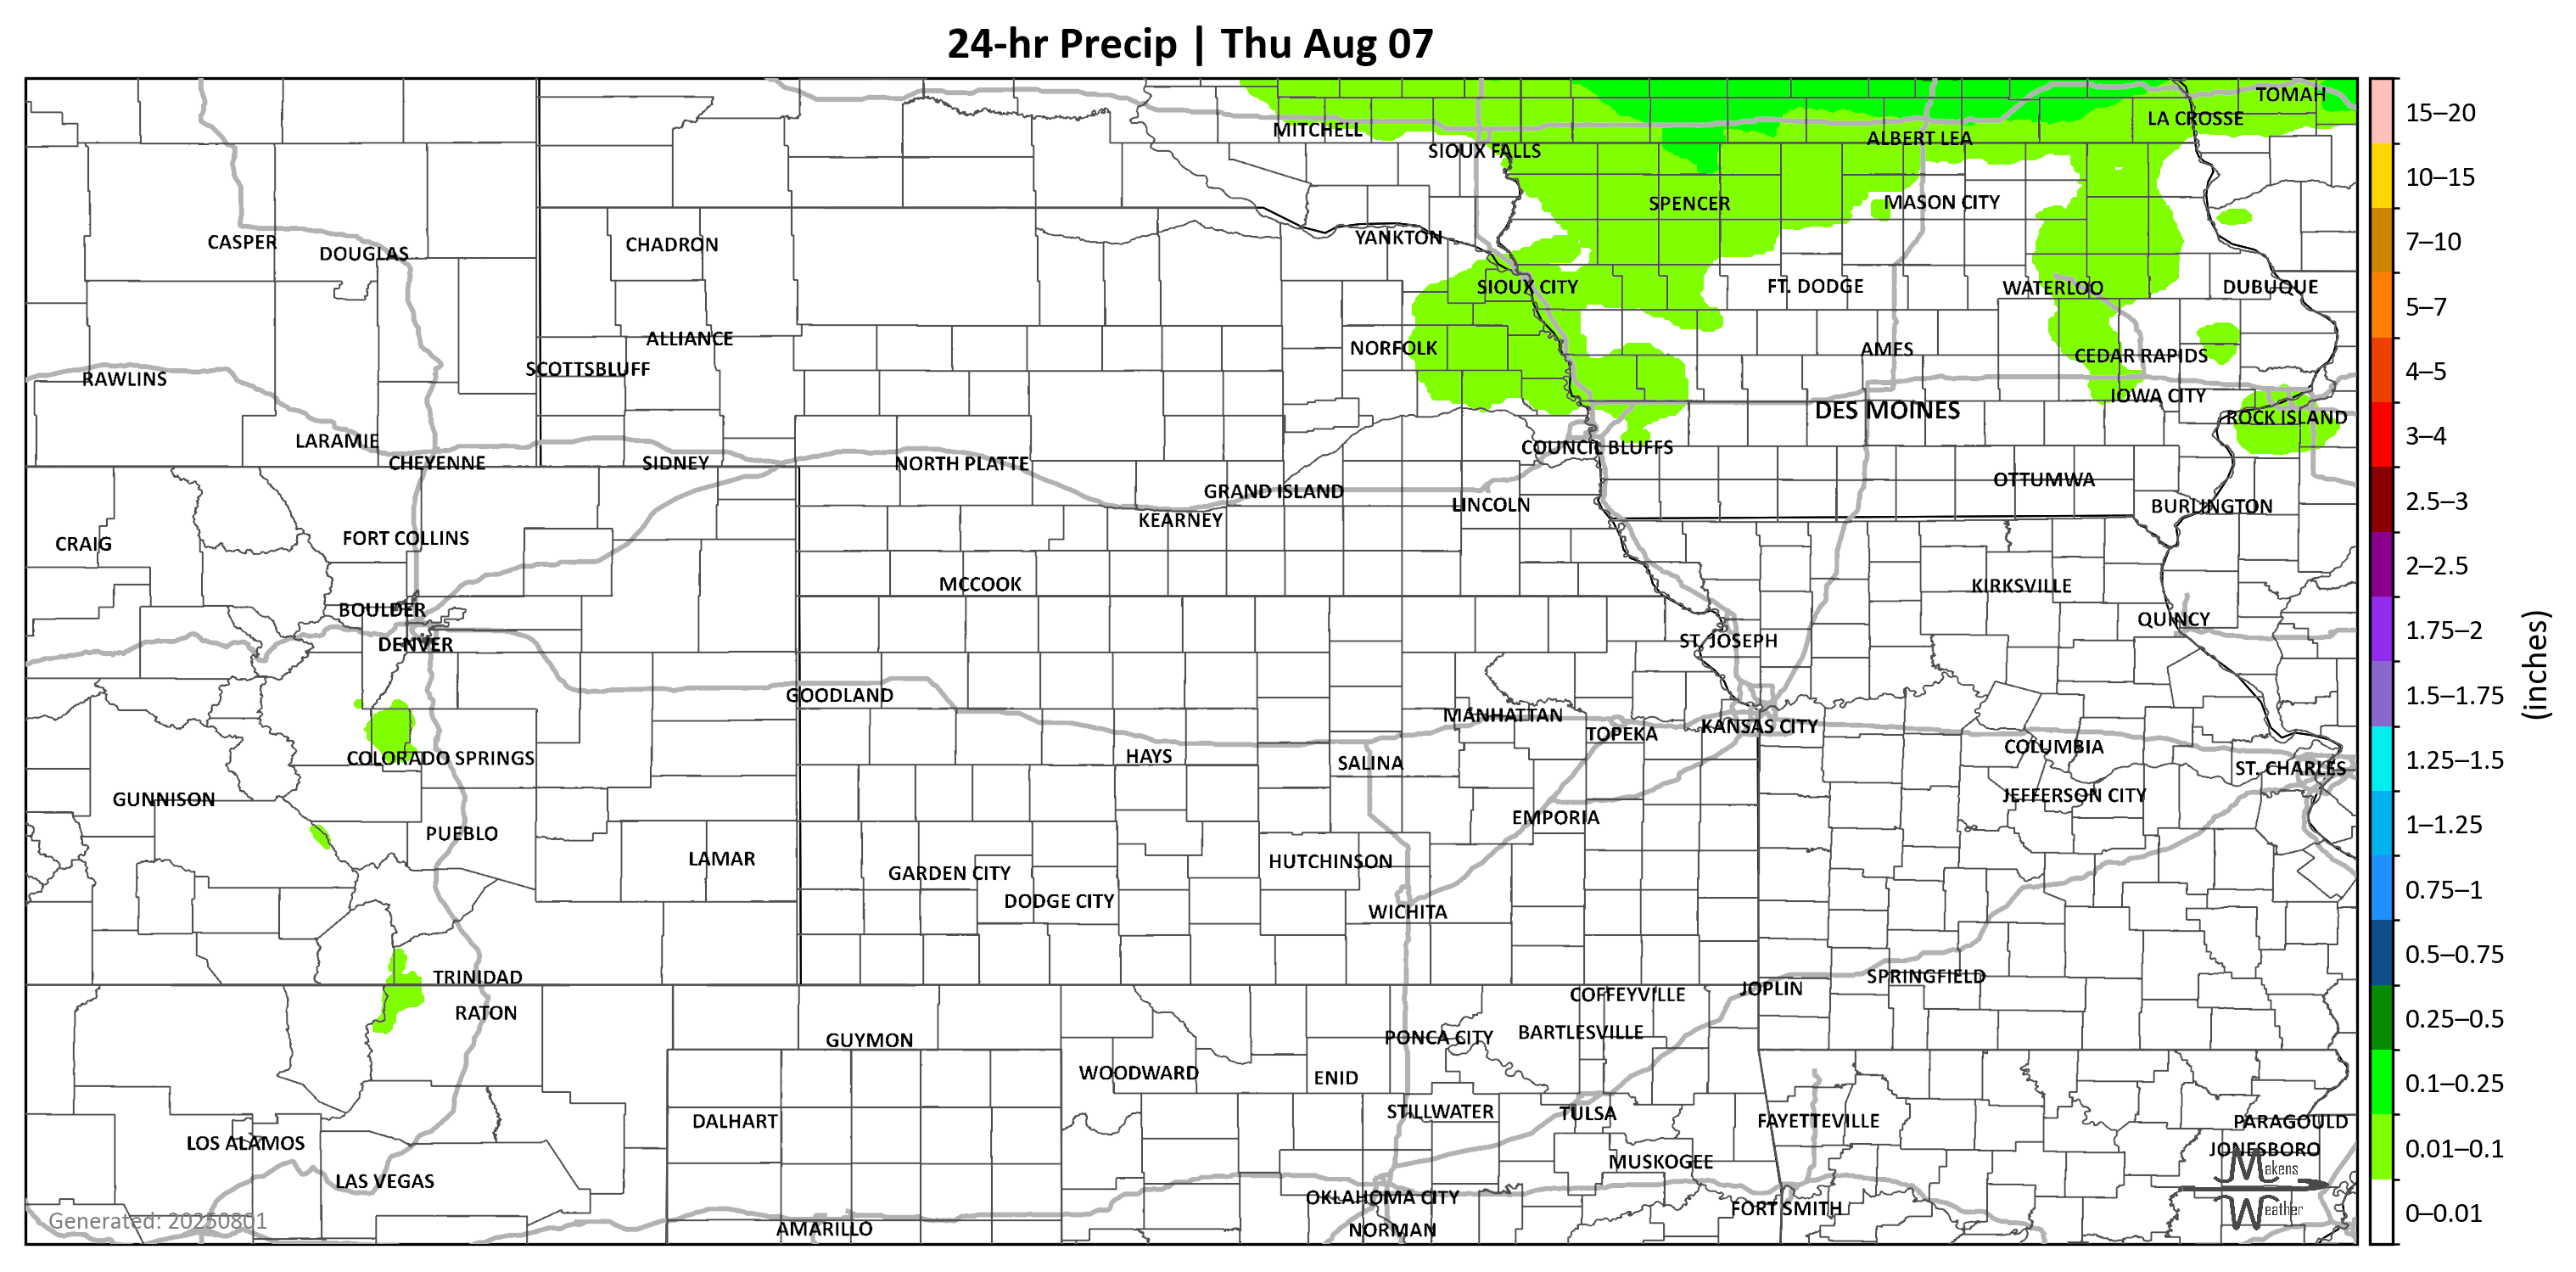 24-hr Precip | Thu Aug 07
TOMAH
LA CROSSE
MITCHELL
ALBERT LEA
SIOUX FALLS
SPENCER
MASON CITY
YANKTON
CASPER
CHADRON
DOUGLAS
SIOUX CITY
FT. DODGE
WATERLOO
DUBUQUE
ALLIANCE
NORFOLK
AMES
CEDAR RAPIDS
SCOTTSBLUFF
RAWLINS
IOWA CITY
DES MOINES
ROCK ISLAND
LARAMIE
COUNCIL BLUFFS
CHEYENNE
SIDNEY
NORTH PLATTE
OTTUMWA
GRAND ISLAND
LINCOLN
BURLINGTON
KEARNEY
FORT COLLINS
CRAIG
MCCOOK
KIRKSVILLE
BOULDER
QUINCY
DENVER
ST. JOSEPH
GOODLAND
MANHATTAN
KANSAS CITY
TOPEKA
COLUMBIA
COLORADO SPRINGS
HAYS
SALINA
ST. CHARLES
GUNNISON
JEFFERSON CITY
EMPORIA
PUEBLO
LAMAR
HUTCHINSON
GARDEN CITY
DODGE CITY
WICHITA
TRINIDAD
SPRINGFIELD
JOPLIN
COFFEYVILLE
RATON
BARTLESVILLE
PONCA CITY
GUYMON
WOODWARD
ENID
STILLWATER
TULSA
DALHART
FAYETTEVILLE
PARAGOULD
LOS ALAMOS
JONESBORO
MUSKOGEE
LAS VEGAS
OKLAHOMA CITY
FORT SMITH
AMARILLO
NORMAN
Generated: 20250801
Makens
Weather
15–20
10–15
7–10
5–7
4–5
3–4
2.5–3
2–2.5
1.75–2
1.5–1.75
1.25–1.5
1–1.25
0.75–1
0.5–0.75
0.25–0.5
0.1–0.25
0.01–0.1
0–0.01
(inches)